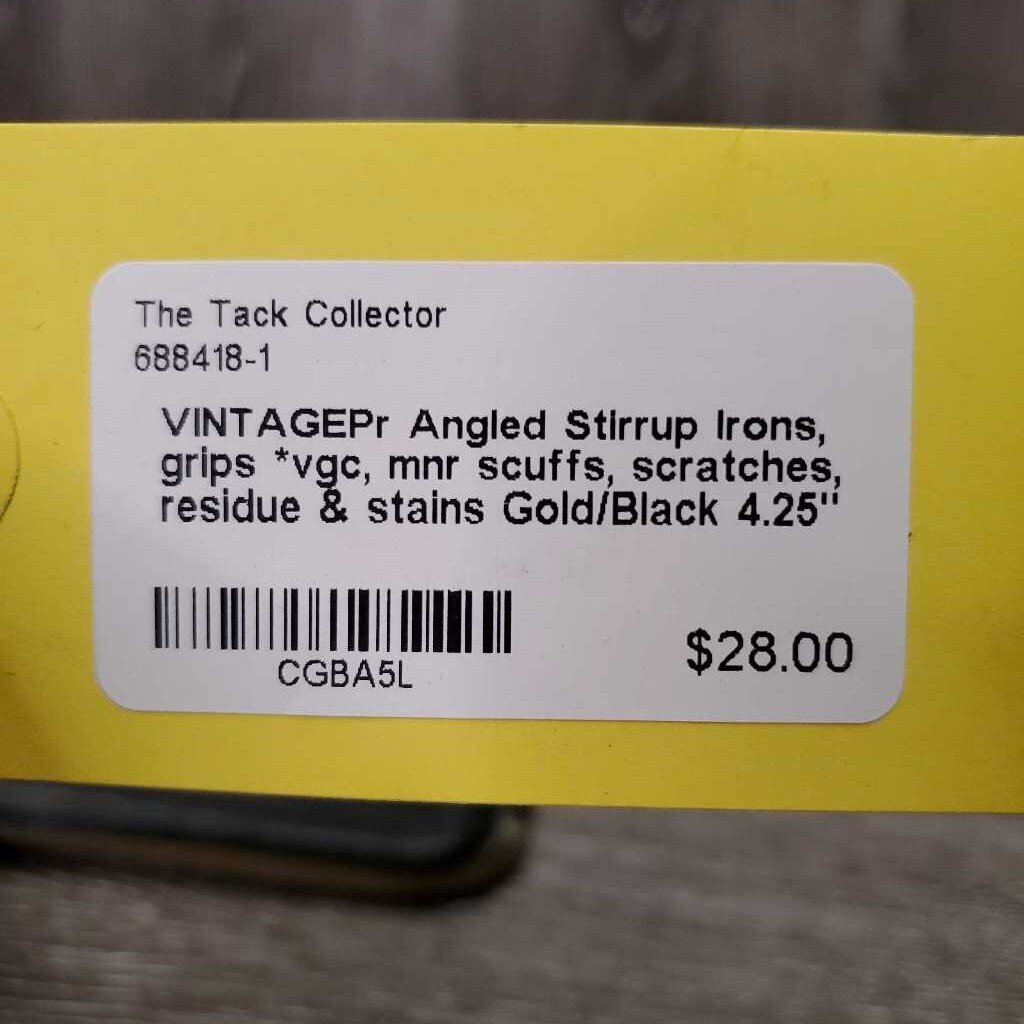 The Tack Collector
688418-1
VINTAGEPr Angled Stirrup Irons,
grips *vgc, mnr scuffs, scratches,
residue & stains Gold/Black 4.25"
CGBA5L
$28.00